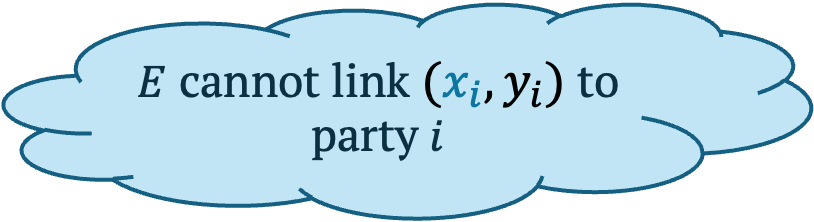 E cannot link (xᵢ, yᵢ) to
party i